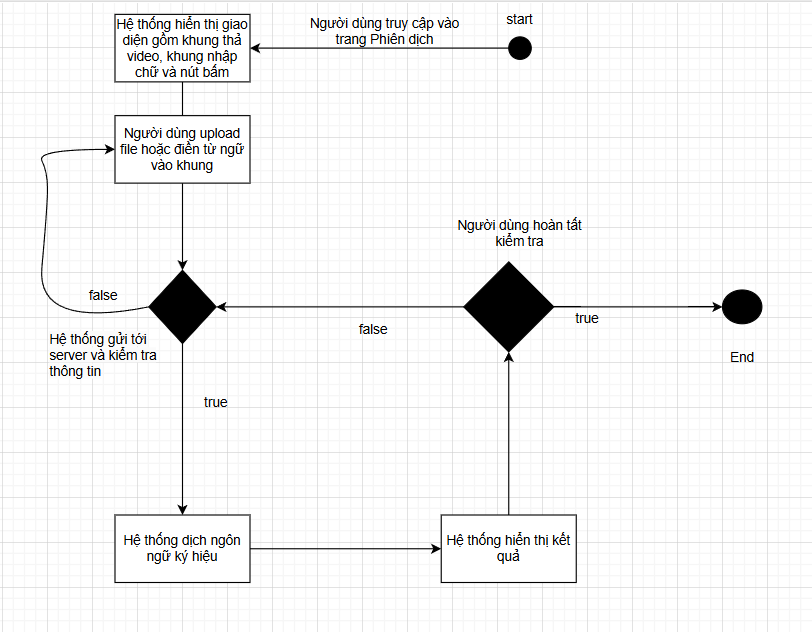 start
Người dùng truy cập vào
trang Phiên dịch
Hệ thống hiển thị giao
diện gồm khung thả
video, khung nhập
chữ và nút bấm
Người dùng upload
file hoặc điền từ ngữ
vào khung
Người dùng hoàn tất
kiểm tra
false
Hệ thống gửi tới
server và kiểm tra
thông tin
false
true
End
true
Hệ thống dịch ngôn
ngữ ký hiệu
Hệ thống hiển thị kết
quả